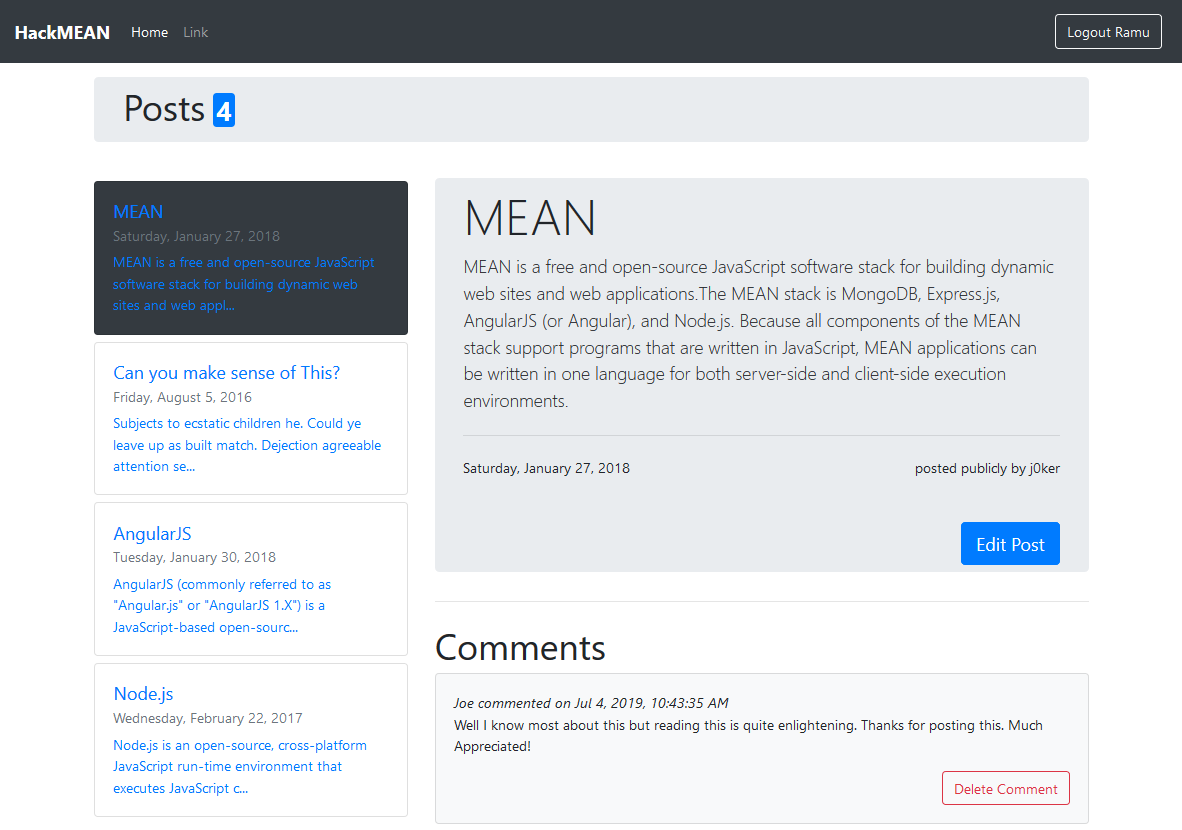 HackMEAN Home Link Logout Ramu
Posts 4
MEAN
Saturday, January 27, 2018
MEAN is a free and open-source JavaScript
software stack for building dynamic web
sites and web appl...
Can you make sense of This?
Friday, August 5, 2016
Subjects to ecstatic children he. Could ye
leave up as built match. Dejection agreeable
attention se...
AngularJS
Tuesday, January 30, 2018
AngularJS (commonly referred to as
"Angular.js" or "AngularJS 1.X") is a
JavaScript-based open-sourc...
Node.js
Wednesday, February 22, 2017
Node.js is an open-source, cross-platform
JavaScript run-time environment that
executes JavaScript c...
MEAN
MEAN is a free and open-source JavaScript software stack for building dynamic
web sites and web applications.The MEAN stack is MongoDB, Express.js,
AngularJS (or Angular), and Node.js. Because all components of the MEAN
stack support programs that are written in JavaScript, MEAN applications can
be written in one language for both server-side and client-side execution
environments.
Saturday, January 27, 2018 posted publicly by j0ker
Edit Post
Comments
Joe commented on Jul 4, 2019, 10:43:35 AM
Well I know most about this but reading this is quite enlightening. Thanks for posting this. Much
Appreciated!
Delete Comment